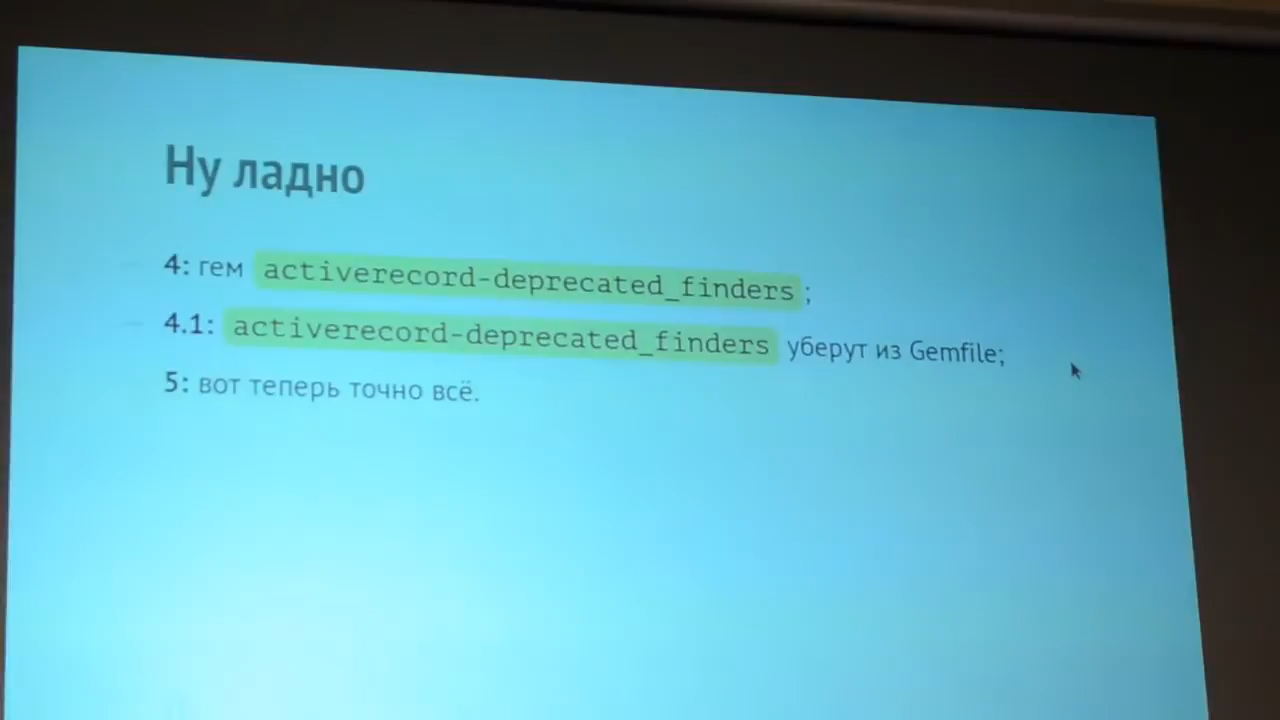 Ну ладно
4: гем activerecord-deprecated_finders;
4.1: activerecord-deprecated_finders уберут из Gemfile;
5: вот теперь точно всё.